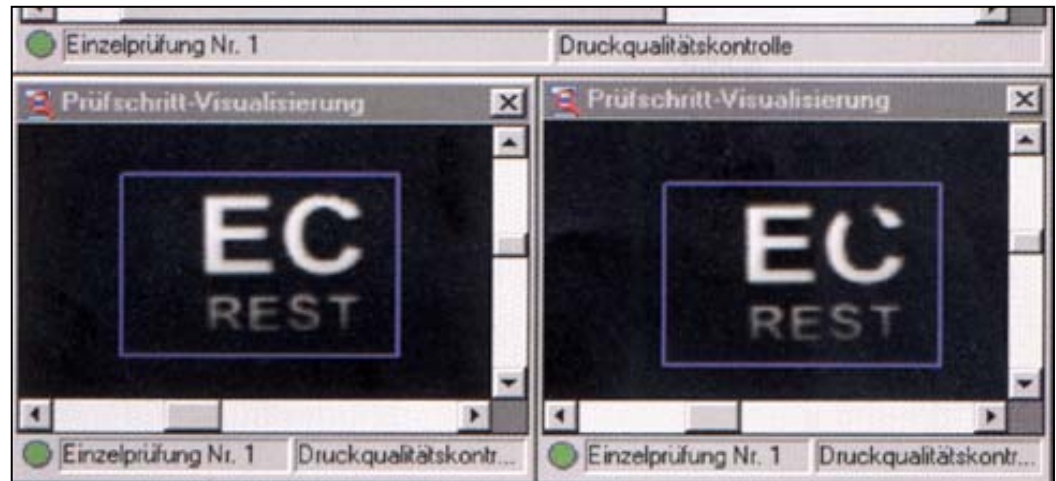 Einzelprüfung Nr. 1 Druckqualitätskontrolle
Prüfschritt-Visualisierung
EC
REST
Einzelprüfung Nr. 1 Druckqualitätskontr...
Prüfschritt-Visualisierung
EC
REST
Einzelprüfung Nr. 1 Druckqualitätskontr...